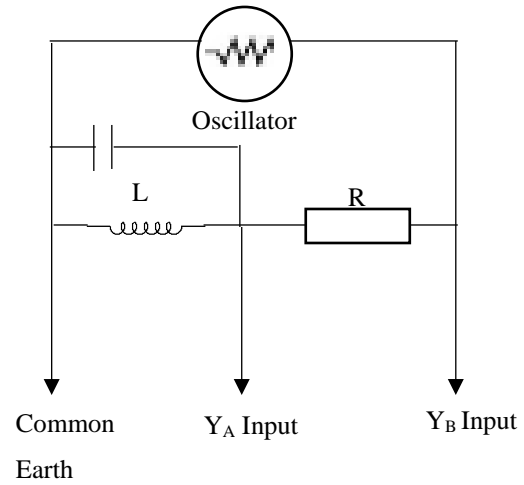 Oscillator
L
R
Common
Earth
Y_A Input
Y_B Input